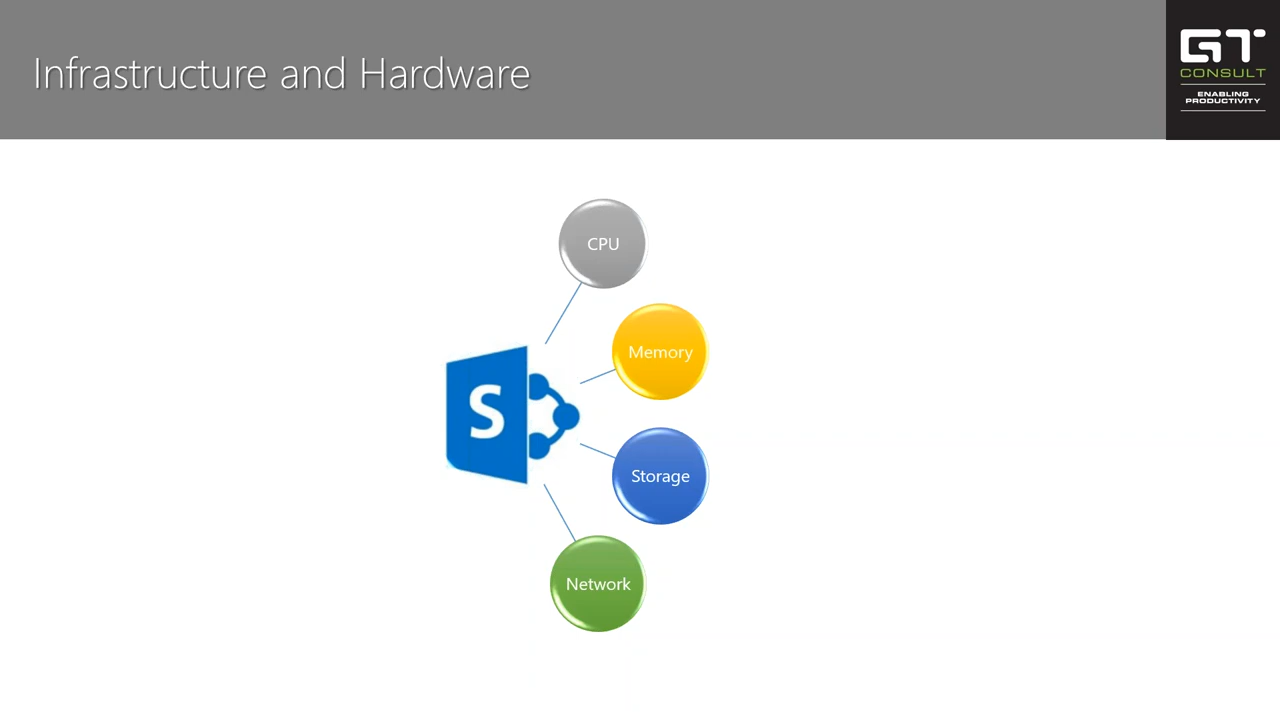 Infrastructure and Hardware
GT
CONSULT
ENABLING
PRODUCTIVITY
CPU
Memory
S
Storage
Network